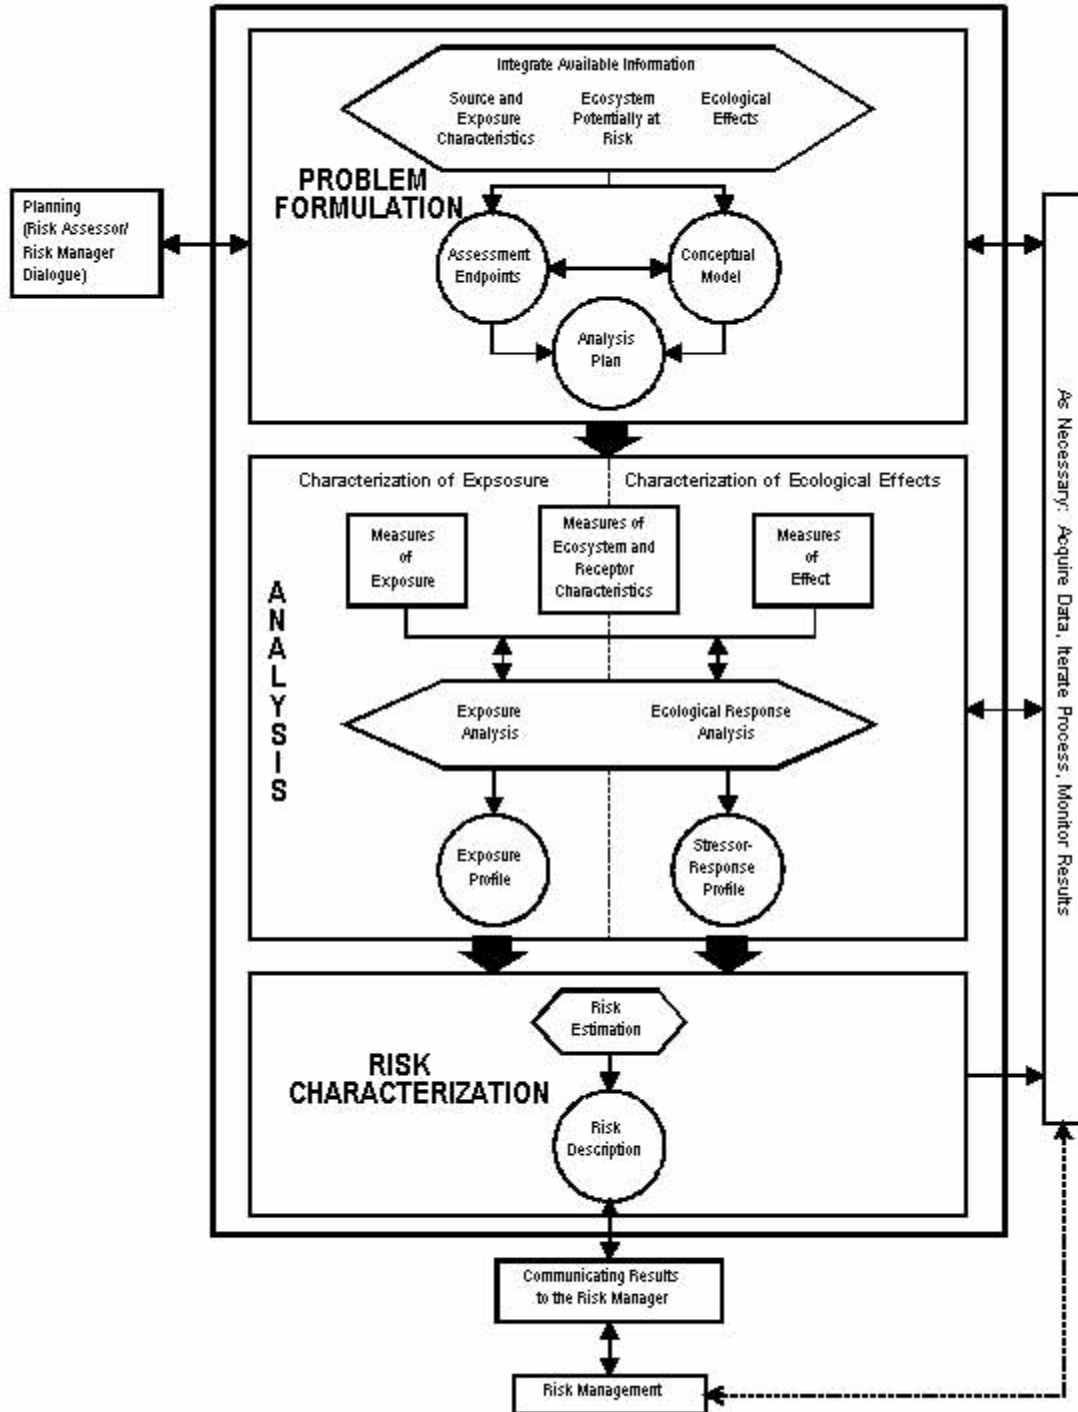 Integrate Available Information
Source and
Exposure
Characteristics
Ecosystem
Potentially at
Risk
Ecological
Effects
PROBLEM
FORMULATION
Planning
(Risk Assessor/
Risk Manager
Dialogue)
Assessment
Endpoints
Conceptual
Model
Analysis
Plan
As Necessary: Acquire Data, Iterate Process, Monitor Results
Characterization of Expsosure
Characterization of Ecological Effects
Measures
of
Exposure
Measures of
Ecosystem and
Receptor
Characteristics
Measures
of
Effect
ANALYSIS
Exposure
Analysis
Ecological Response
Analysis
Exposure
Profile
Stressor-
Response
Profile
Risk
Estimation
RISK
CHARACTERIZATION
Risk
Description
Communicating Results
to the Risk Manager
Risk Management